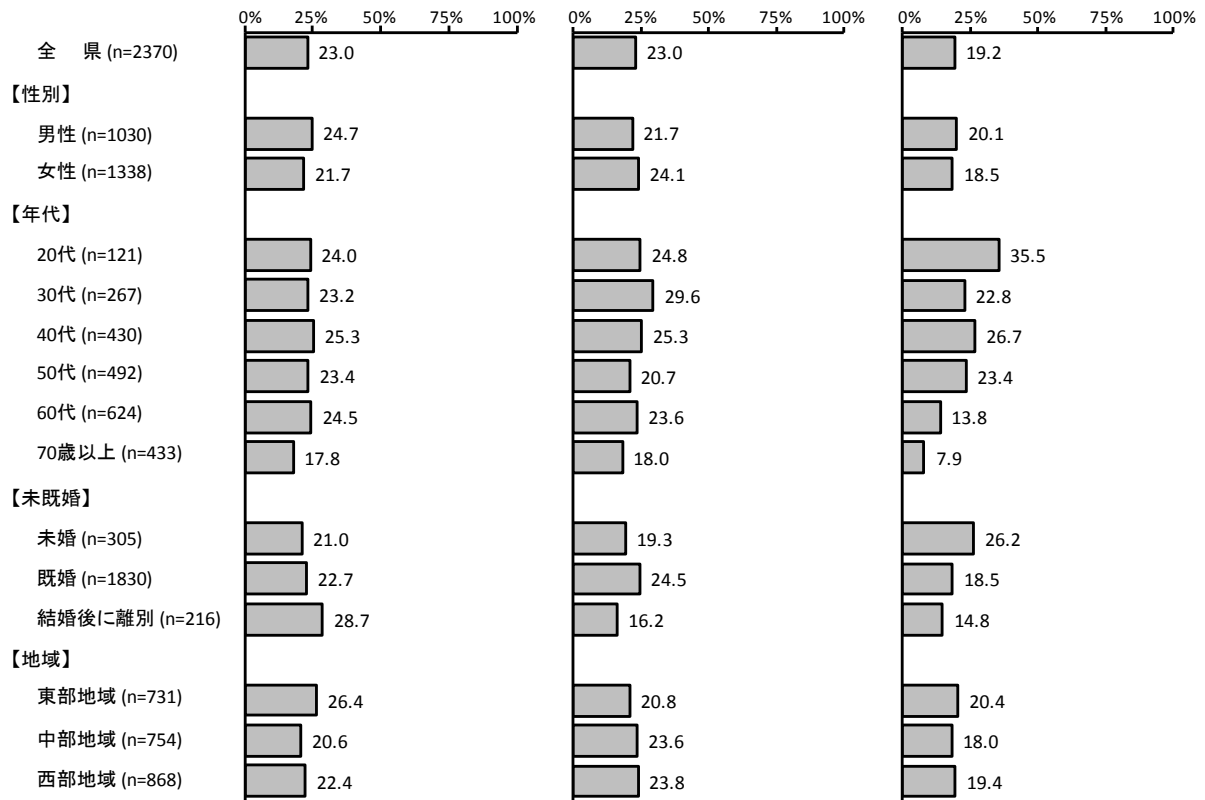 0% 25% 50% 75% 100% 0% 25% 50% 75% 100% 0% 25% 50% 75% 100%
全 県 (n=2370) 23.0 23.0 19.2
【性別】
男性 (n=1030) 24.7 21.7 20.1
女性 (n=1338) 21.7 24.1 18.5
【年代】
20代 (n=121) 24.0 24.8 35.5
30代 (n=267) 23.2 29.6 22.8
40代 (n=430) 25.3 25.3 26.7
50代 (n=492) 23.4 20.7 23.4
60代 (n=624) 24.5 23.6 13.8
70歳以上 (n=433) 17.8 18.0 7.9
【未既婚】
未婚 (n=305) 21.0 19.3 26.2
既婚 (n=1830) 22.7 24.5 18.5
結婚後に離別 (n=216) 28.7 16.2 14.8
【地域】
東部地域 (n=731) 26.4 20.8 20.4
中部地域 (n=754) 20.6 23.6 18.0
西部地域 (n=868) 22.4 23.8 19.4